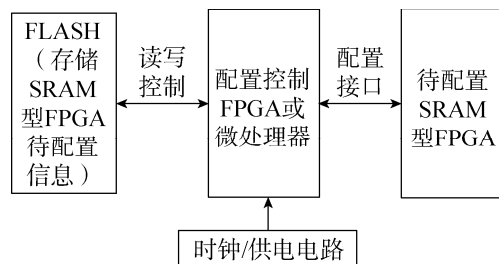 FLASH
（存储
SRAM
型FPGA
待配置
信息）
读写
控制
配置控制
FPGA或
微处理器
配置
接口
待配置
SRAM
型FPGA
时钟/供电电路